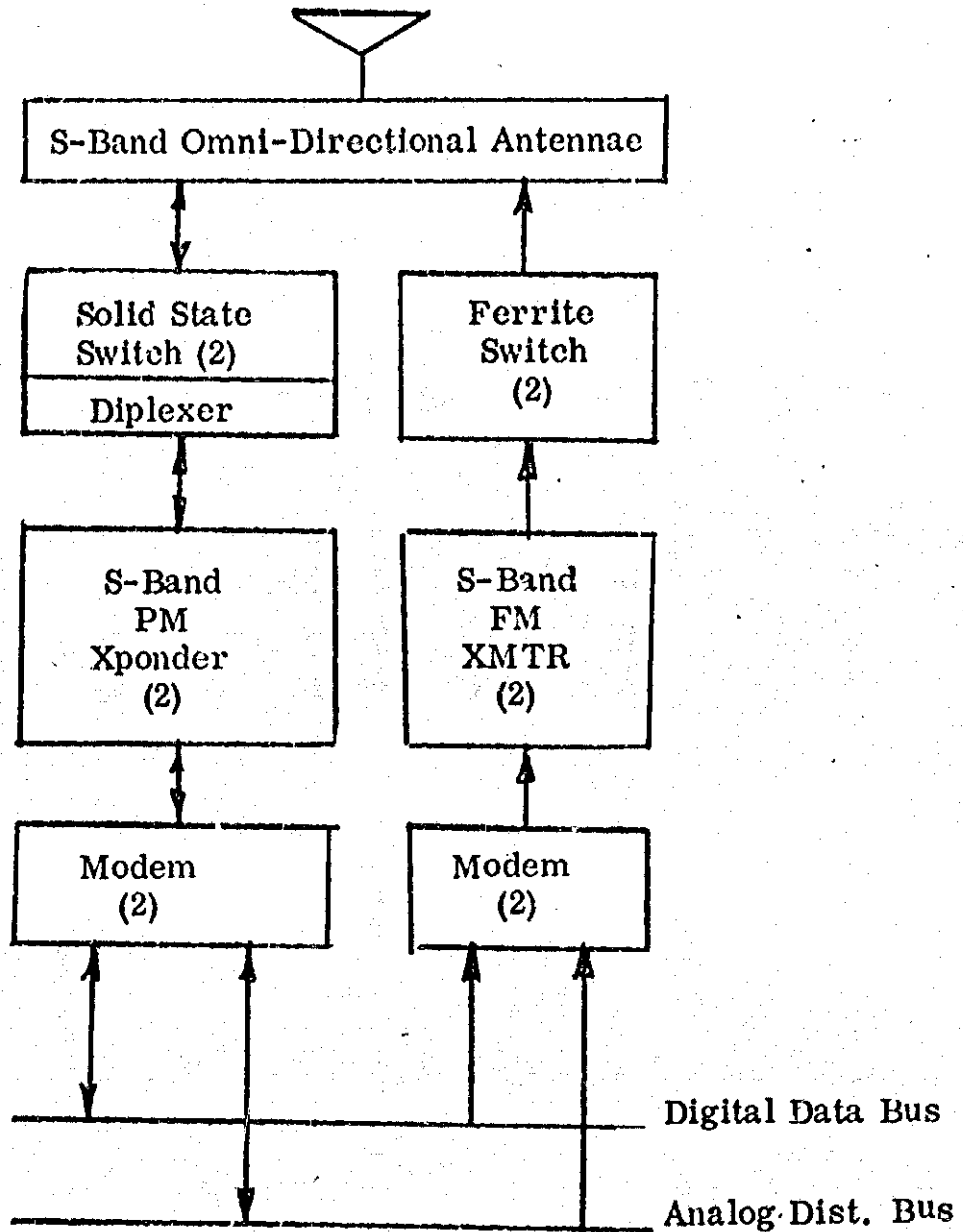 S-Band Omni-Directional Antennae
Solid State
Switch (2)
Diplexer
Ferrite
Switch
(2)
S-Band
PM
Xponder
(2)
S-Band
FM
XMTR
(2)
Modem
(2)
Modem
(2)
Digital Data Bus
Analog Dist. Bus